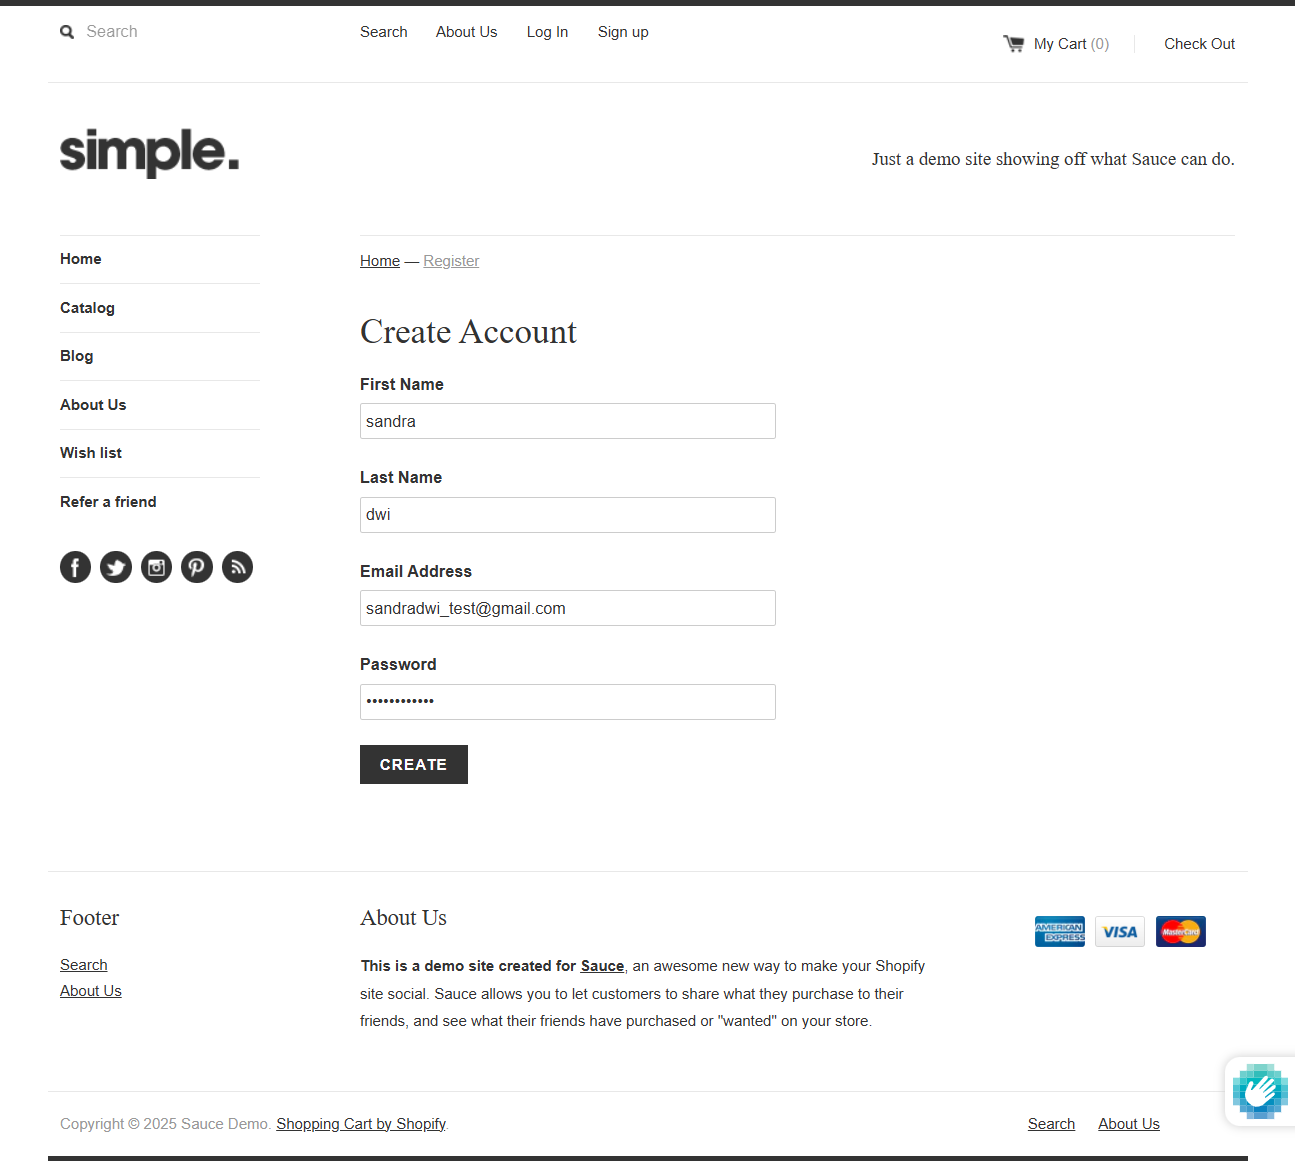 Search
Search About Us Log In Sign up
My Cart (0) Check Out
simple.
Just a demo site showing off what Sauce can do.
Home
Catalog
Blog
About Us
Wish list
Refer a friend
Home — Register
Create Account
First Name
sandra
Last Name
dwi
Email Address
sandradwi_test@gmail.com
Password
••••••••••••
CREATE
Footer
Search
About Us
About Us
This is a demo site created for Sauce, an awesome new way to make your Shopify
site social. Sauce allows you to let customers to share what they purchase to their
friends, and see what their friends have purchased or "wanted" on your store.
AMERICAN
EXPRESS
VISA
MasterCard
Copyright © 2025 Sauce Demo. Shopping Cart by Shopify.
Search About Us